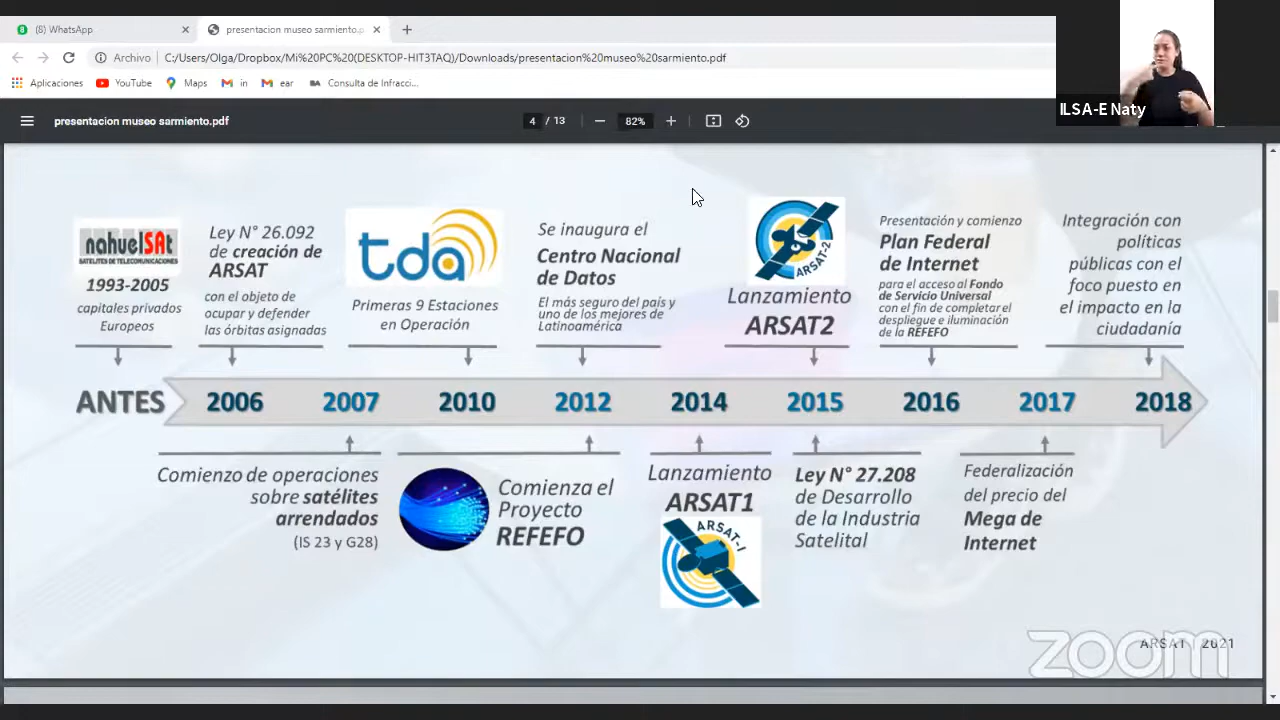 (8) WhatsApp
presentacion museo sarmiento.p
Archivo
C:/Users/Olga/Dropbox/Mi%20PC%20(DESKTOP-HIT3TAQ)/Downloads/presentacion%20museo%20sarmiento.pdf
Aplicaciones
YouTube
Maps
in
ear
BA
Consulta de Infracci...
ILSA-E Naty
presentacion museo sarmiento.pdf
4 / 13
82%
nahuelSAt
SATELITES DE TELECOMUNICACIONES
1993-2005
capitales privados
Europeos
Ley N° 26.092
de creación de
ARSAT
con el objeto de
ocupar y defender
las órbitas asignadas
tda
Primeras 9 Estaciones
en Operación
Se inaugura el
Centro Nacional
de Datos
El más seguro del país y
uno de los mejores de
Latinoamérica
ARSAT-2
Lanzamiento
ARSAT2
Presentación y comienzo
Plan Federal
de Internet
para el acceso al Fondo
de Servicio Universal
con el fin de completar el
despliegue e iluminación
de la REFEFO
Integración con
políticas
públicas con el
foco puesto en
el impacto en la
ciudadanía
ANTES
2006
2007
2010
2012
2014
2015
2016
2017
2018
Comienzo de operaciones
sobre satélites
arrendados
(IS 23 y G28)
Comienza el
Proyecto
REFEFO
Lanzamiento
ARSAT1
ARSAT-1
Ley N° 27.208
de Desarrollo
de la Industria
Satelital
Federalización
del precio del
Mega de
Internet
ARSAT | 2021
zoom